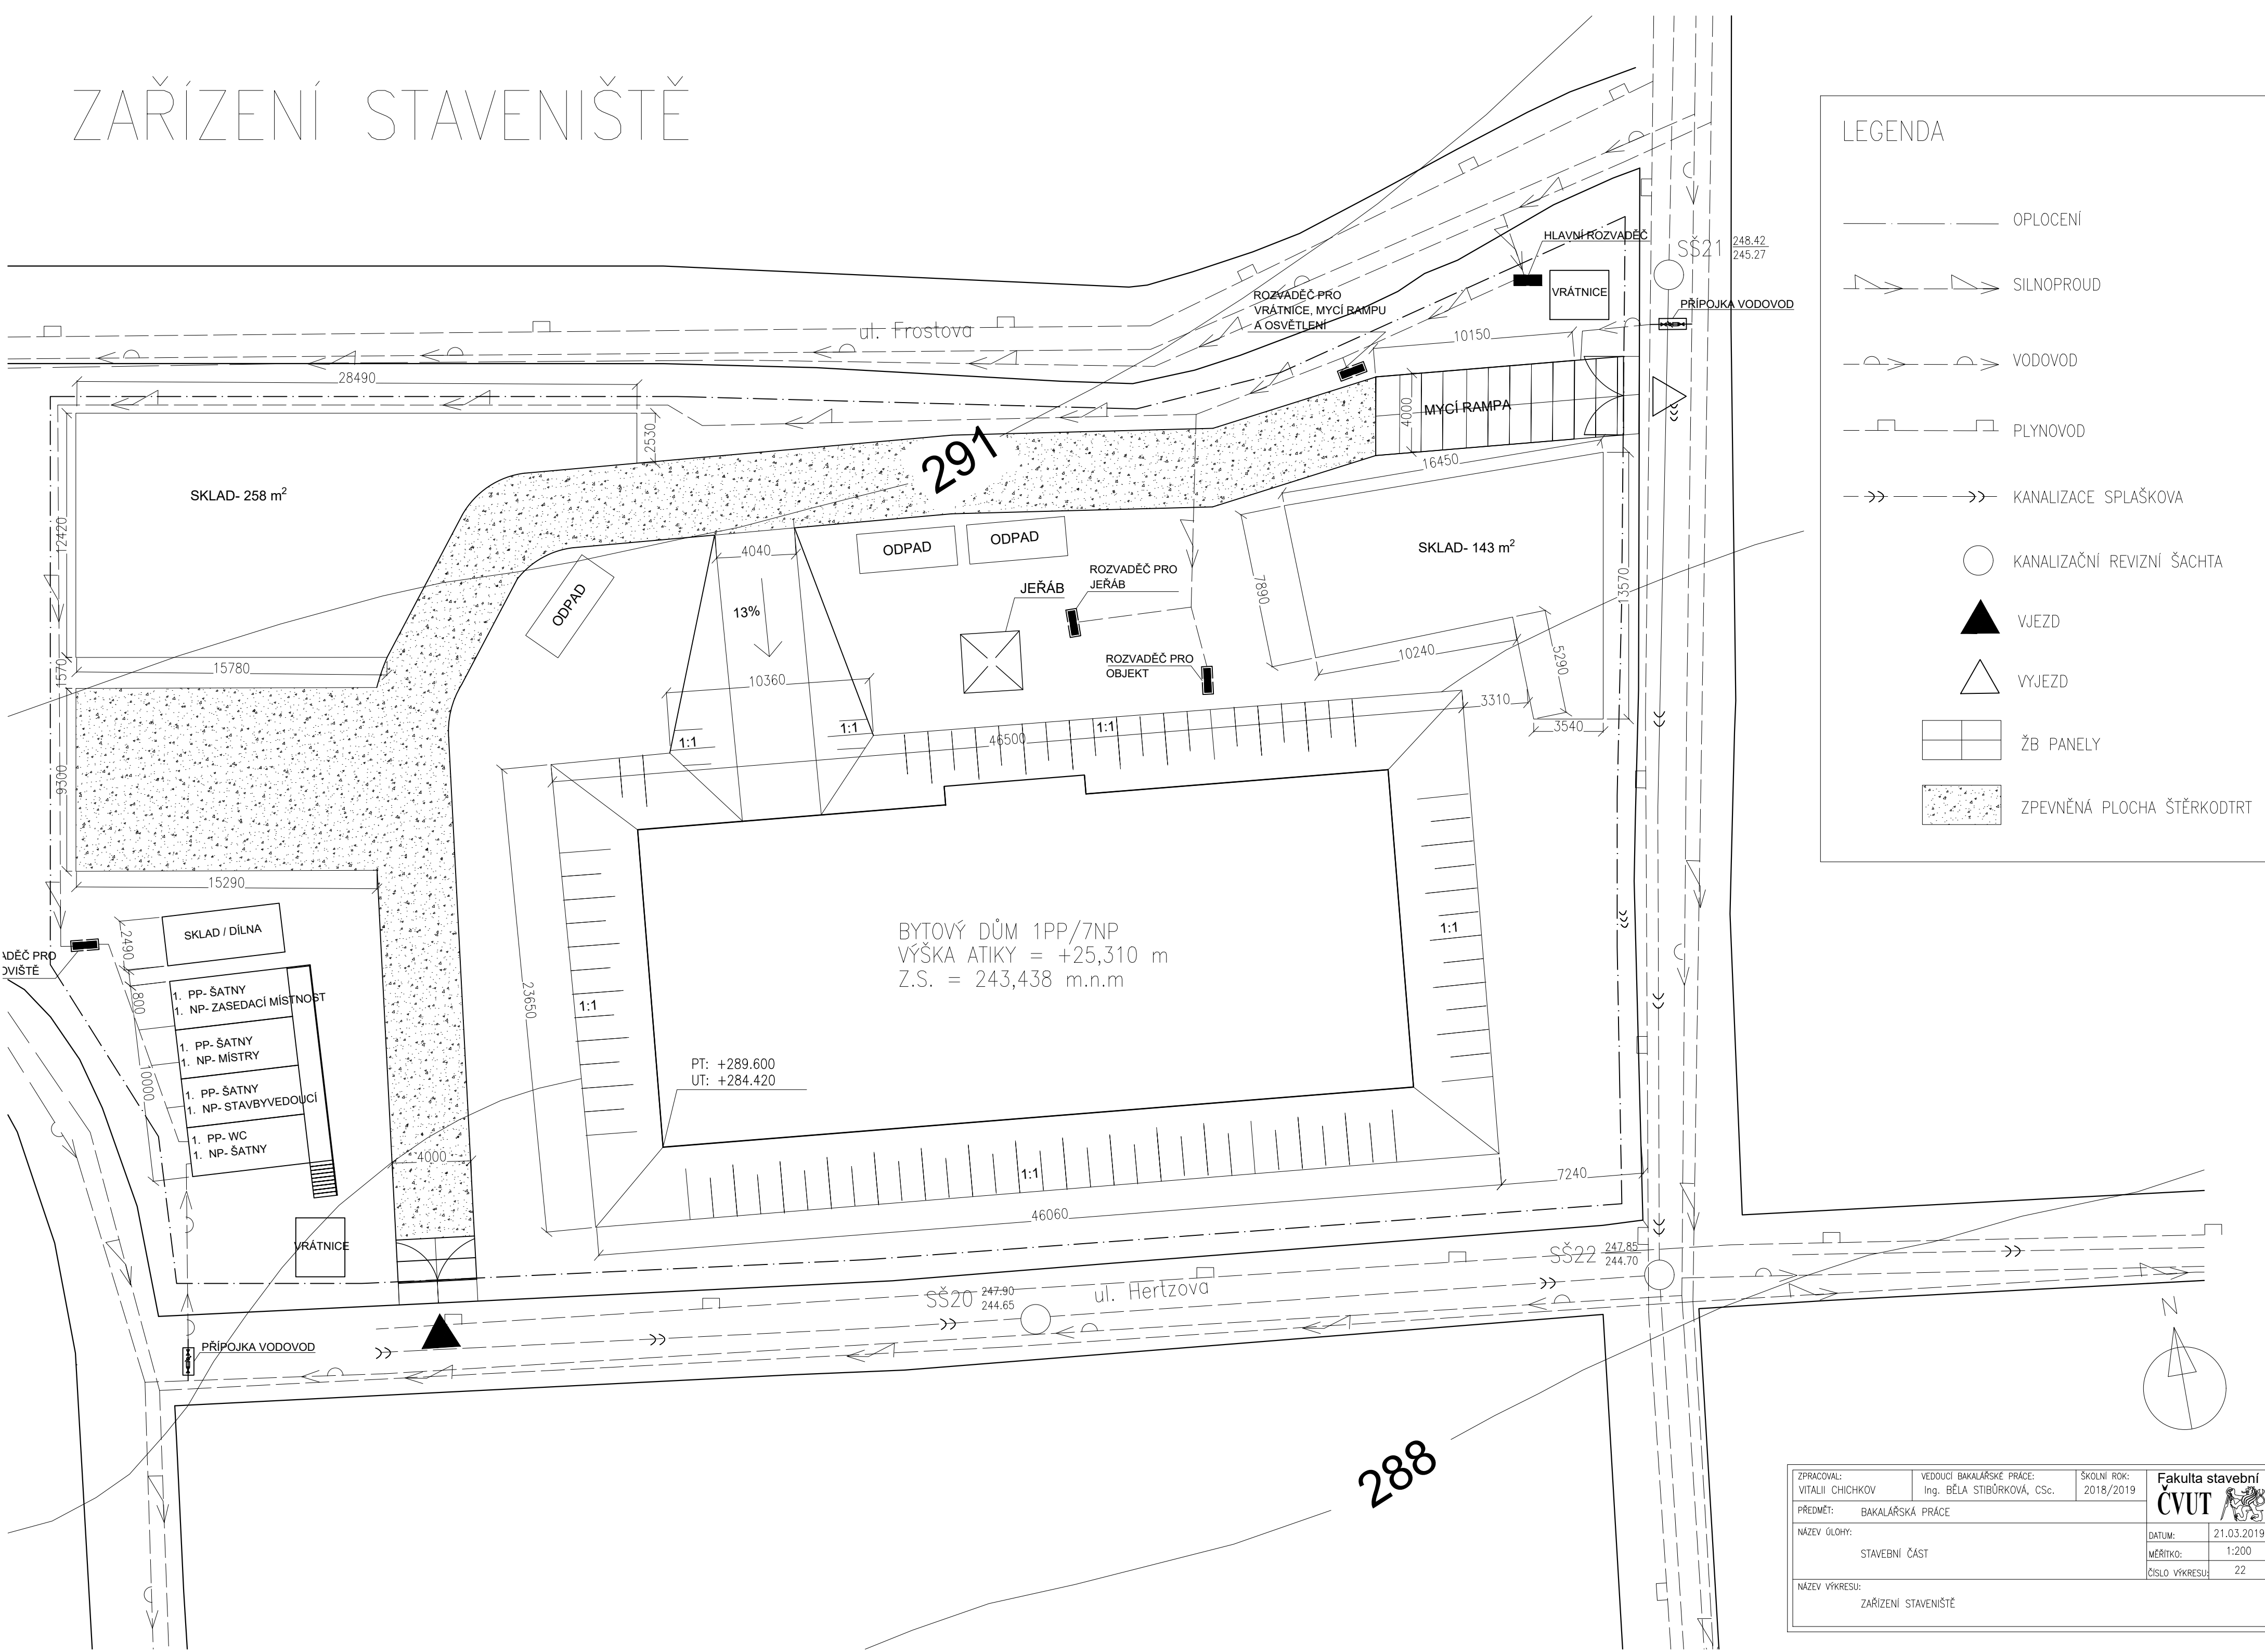 ZAŘÍZENÍ STAVENIŠTĚ
LEGENDA
OPLOCENÍ
SILNOPROUD
VODOVOD
PLYNOVOD
KANALIZACE SPLAŠKOVA
KANALIZAČNÍ REVIZNÍ ŠACHTA
VJEZD
VYJEZD
ŽB PANELY
ZPEVNĚNÁ PLOCHA ŠTĚRKODTRT
HLAVNÍ ROZVADĚČ
SŠ21 248.42
245.27
VRÁTNICE
PŘÍPOJKA VODOVOD
ROZVADĚČ PRO
VRÁTNICE, MYCÍ RAMPU
A OSVĚTLENÍ
ul. Frostova
10150
28490
4000
MYCÍ RAMPA
2530
291
16450
SKLAD- 258 m²
12420
4040
ODPAD
ODPAD
ODPAD
SKLAD- 143 m²
ROZVADĚČ PRO
JEŘÁB
JEŘÁB
7890
13570
13%
ROZVADĚČ PRO
OBJEKT
10240
5290
1570
15780
10360
3310
3540
1:1
1:1
1:1
46500
9300
15290
SKLAD / DÍLNA
2490
ADĚČ PRO
OVIŠTĚ
BYTOVÝ DŮM 1PP/7NP
VÝŠKA ATIKY = +25,310 m
Z.S. = 243,438 m.n.m
1:1
1:1
23650
800
1. PP- ŠATNY
1. NP- ZASEDACÍ MÍSTNOST
1. PP- ŠATNY
1. NP- MÍSTRY
1. PP- ŠATNY
1. NP- STAVBYVEDOUCÍ
1. PP- WC
1. NP- ŠATNY
10000
PT: +289.600
UT: +284.420
4000
1:1
7240
46060
VRÁTNICE
SŠ22 247.85
244.70
SŠ20 247.90
244.65
ul. Hertzova
PŘÍPOJKA VODOVOD
N
288
ZPRACOVAL:
VITALII CHICHKOV
VEDOUCÍ BAKALÁŘSKÉ PRÁCE:
Ing. BĚLA STIBŮRKOVÁ, CSc.
ŠKOLNÍ ROK:
2018/2019
Fakulta stavební
ČVUT
PŘEDMĚT: BAKALÁŘSKÁ PRÁCE
NÁZEV ÚLOHY:
STAVEBNÍ ČÁST
DATUM: 21.03.2019
MĚŘÍTKO: 1:200
ČÍSLO VÝKRESU: 22
NÁZEV VÝKRESU:
ZAŘÍZENÍ STAVENIŠTĚ